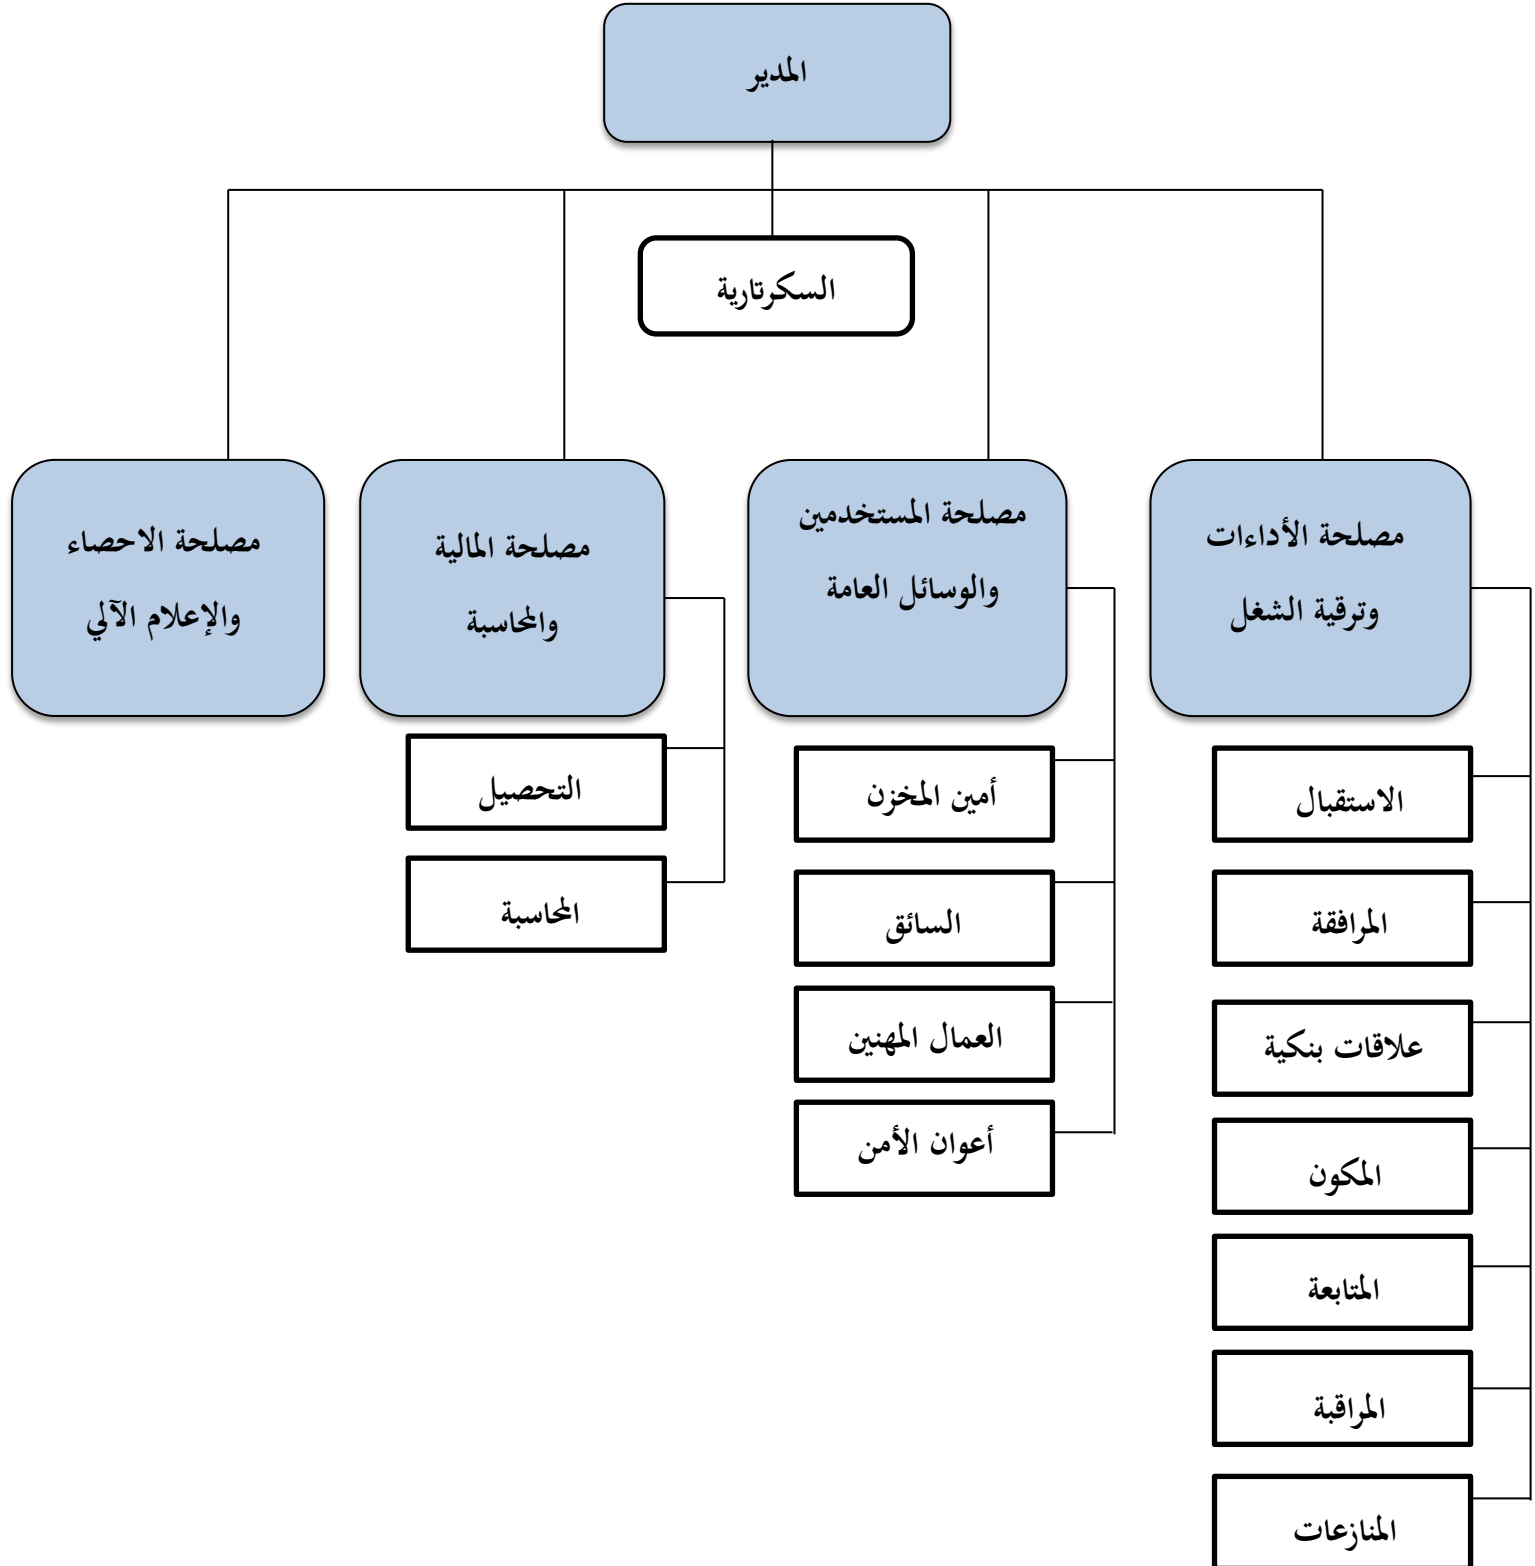 المدير
السكرتارية
مصلحة الأداءات
وترقية الشغل
مصلحة المستخدمين
والوسائل العامة
مصلحة المالية
والمحاسبة
مصلحة الاحصاء
والإعلام الآلي
الاستقبال
المرافقة
علاقات بنكية
المكون
المتابعة
المراقبة
المنازعات
أمين المخزن
السائق
العمال المهنين
أعوان الأمن
التحصيل
المحاسبة